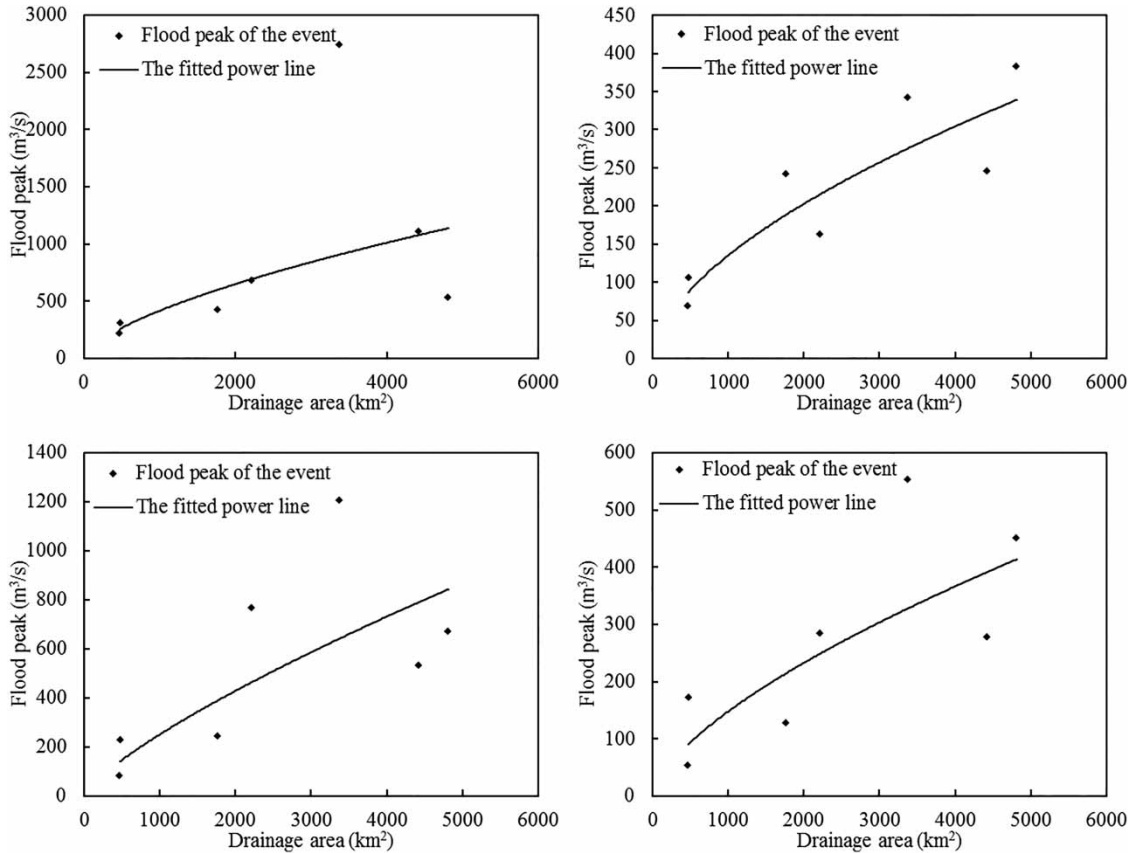 3000
2500
2000
1500
1000
500
0
Flood peak (m³/s)
Flood peak of the event
The fitted power line
0 2000 4000 6000
Drainage area (km²)
450
400
350
300
250
200
150
100
50
0
Flood peak (m³/s)
Flood peak of the event
The fitted power line
0 1000 2000 3000 4000 5000 6000
Drainage area (km²)
1400
1200
1000
800
600
400
200
0
Flood peak (m³/s)
Flood peak of the event
The fitted power line
0 1000 2000 3000 4000 5000 6000
Drainage area (km²)
600
500
400
300
200
100
0
Flood peak (m³/s)
Flood peak of the event
The fitted power line
0 1000 2000 3000 4000 5000 6000
Drainage area (km²)